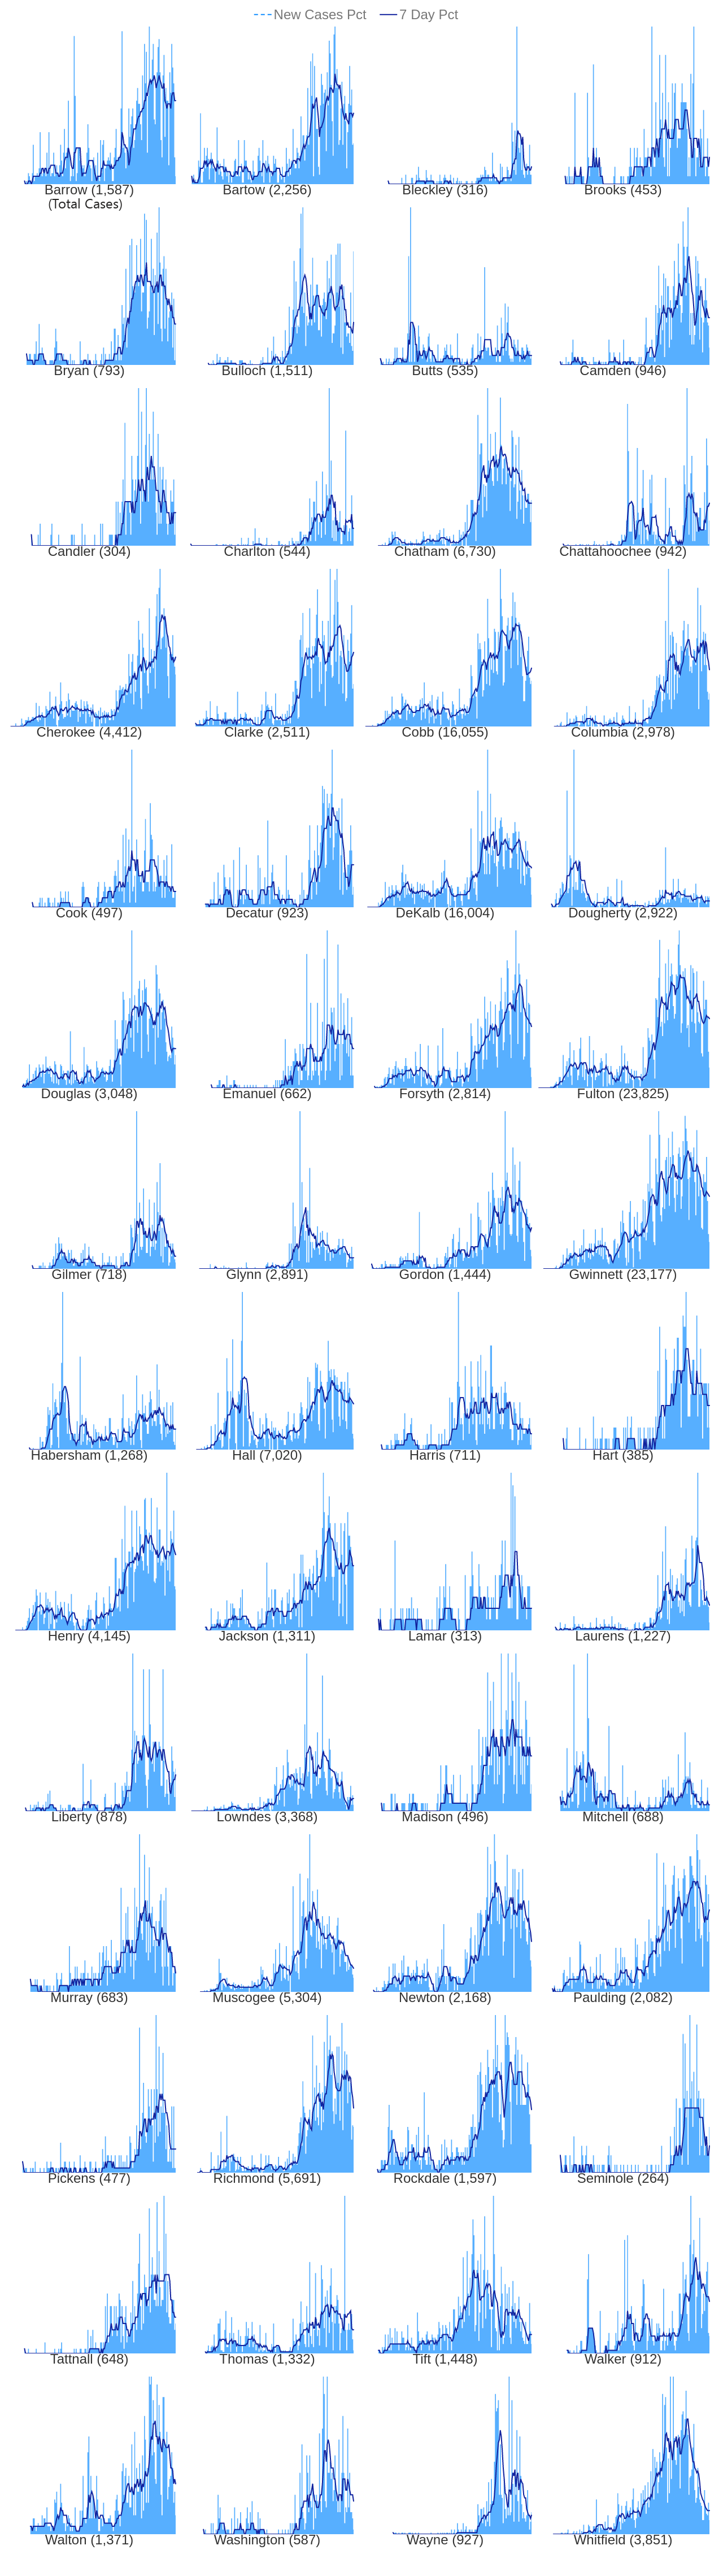 New Cases Pct 7 Day Pct
Barrow (1,587) Bartow (2,256) Bleckley (316) Brooks (453)
(Total Cases)
Bryan (793) Bulloch (1,511) Butts (535) Camden (946)
Candler (304) Charlton (544) Chatham (6,730) Chattahoochee (942)
Cherokee (4,412) Clarke (2,511) Cobb (16,055) Columbia (2,978)
Cook (497) Decatur (923) DeKalb (16,004) Dougherty (2,922)
Douglas (3,048) Emanuel (662) Forsyth (2,814) Fulton (23,825)
Gilmer (718) Glynn (2,891) Gordon (1,444) Gwinnett (23,177)
Habersham (1,268) Hall (7,020) Harris (711) Hart (385)
Henry (4,145) Jackson (1,311) Lamar (313) Laurens (1,227)
Liberty (878) Lowndes (3,368) Madison (496) Mitchell (688)
Murray (683) Muscogee (5,304) Newton (2,168) Paulding (2,082)
Pickens (477) Richmond (5,691) Rockdale (1,597) Seminole (264)
Tattnall (648) Thomas (1,332) Tift (1,448) Walker (912)
Walton (1,371) Washington (587) Wayne (927) Whitfield (3,851)